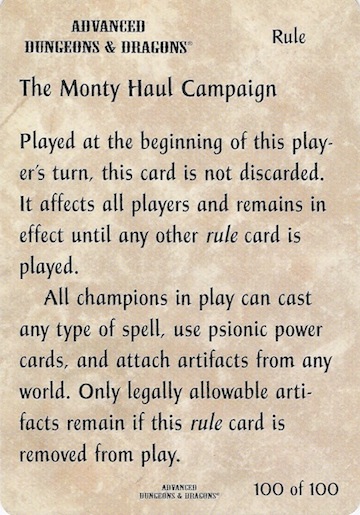 ADVANCED
DUNGEONS & DRAGONS®
Rule
The Monty Haul Campaign
Played at the beginning of this play-
er's turn, this card is not discarded.
It affects all players and remains in
effect until any other rule card is
played.
All champions in play can cast
any type of spell, use psionic power
cards, and attach artifacts from any
world. Only legally allowable arti-
facts remain if this rule card is
removed from play.
ADVANCED
DUNGEONS & DRAGONS®
100 of 100